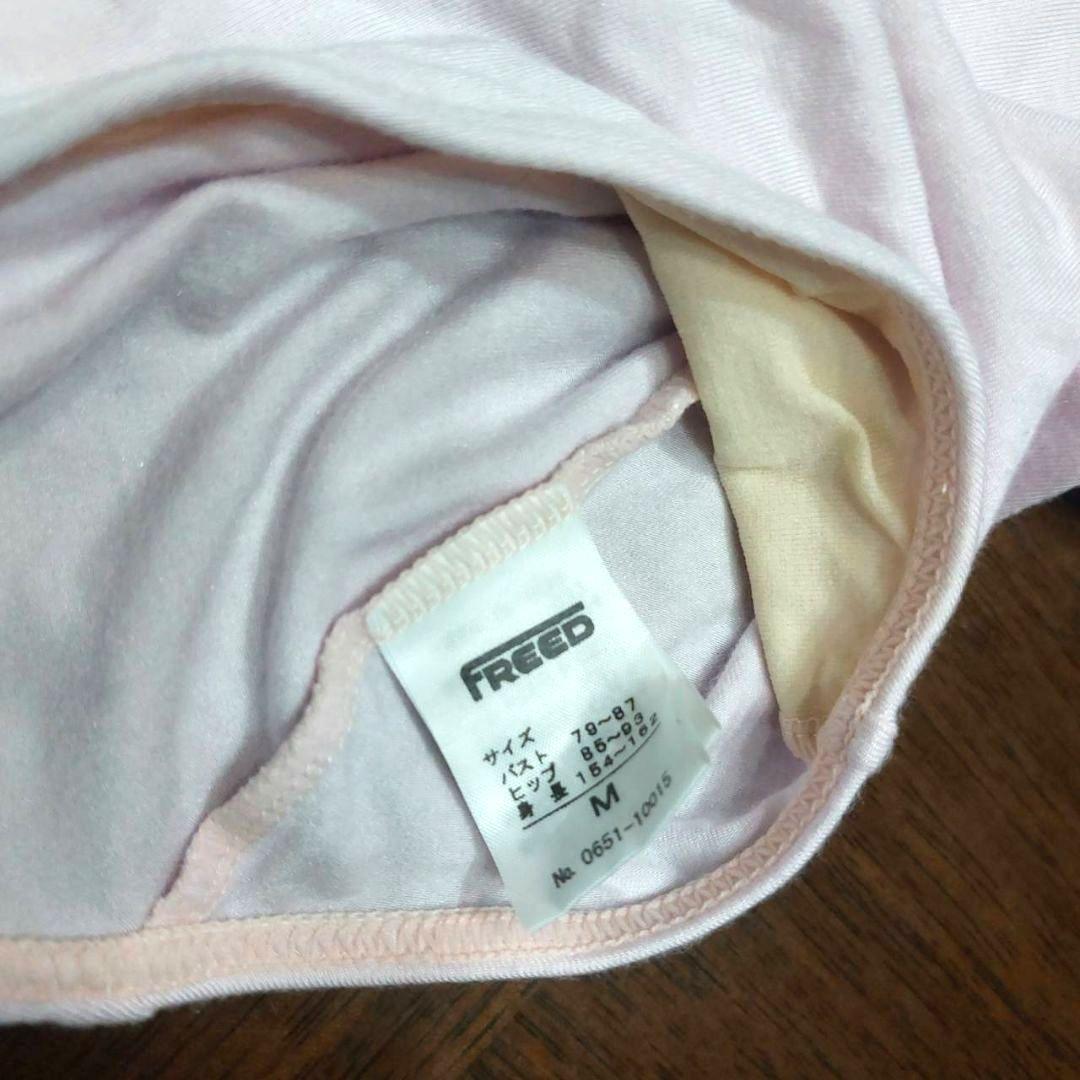 FREED
サイズ
バスト 79~87
ヒップ 85~93
身長 154~162
M
No. 0651-10015